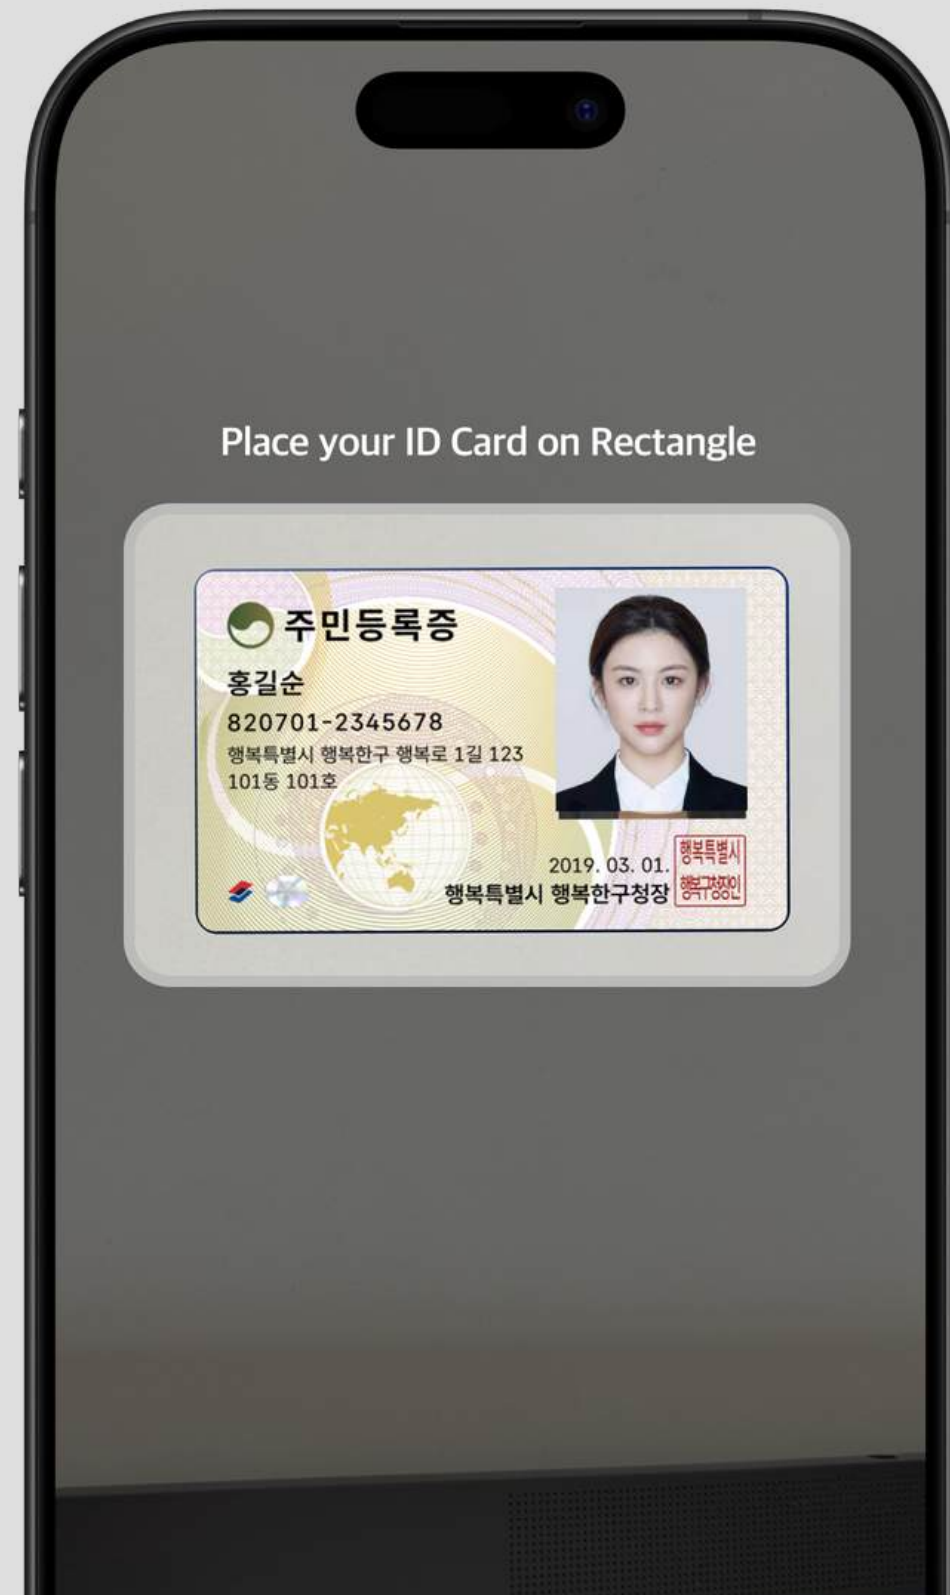 Place your ID Card on Rectangle
주민등록증
홍길순
820701-2345678
행복특별시 행복한구 행복로 1길 123
101동 101호
2019. 03. 01.
행복특별시 행복한구청장
행복특별시
행복구청장인